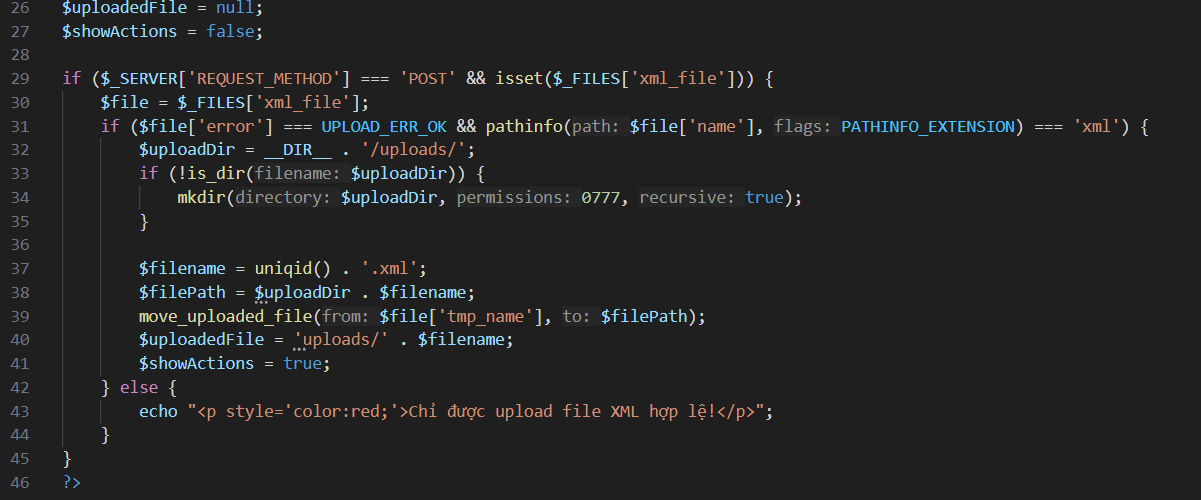 26 $uploadedFile = null;
27 $showActions = false;
28
29 if ($_SERVER['REQUEST_METHOD'] === 'POST' && isset($_FILES['xml_file'])) {
30     $file = $_FILES['xml_file'];
31     if ($file['error'] === UPLOAD_ERR_OK && pathinfo(path: $file['name'], flags: PATHINFO_EXTENSION) === 'xml') {
32         $uploadDir = __DIR__ . '/uploads/';
33         if (!is_dir(filename: $uploadDir)) {
34             mkdir(directory: $uploadDir, permissions: 0777, recursive: true);
35         }
36
37         $filename = uniqid() . '.xml';
38         $filePath = $uploadDir . $filename;
39         move_uploaded_file(from: $file['tmp_name'], to: $filePath);
40         $uploadedFile = 'uploads/' . $filename;
41         $showActions = true;
42     } else {
43         echo "<p style='color:red;'>Chỉ được upload file XML hợp lệ!</p>";
44     }
45 }
46 ?>